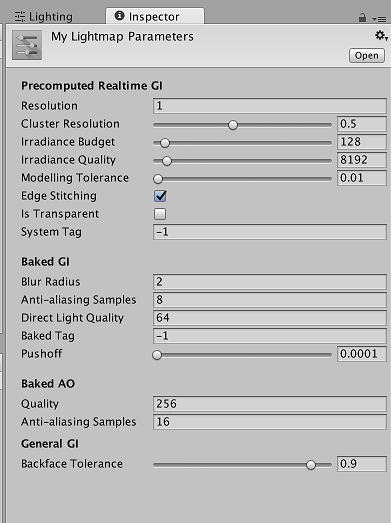 Lighting
Inspector
My Lightmap Parameters
Open
Precomputed Realtime GI
Resolution 1
Cluster Resolution 0.5
Irradiance Budget 128
Irradiance Quality 8192
Modelling Tolerance 0.01
Edge Stitching
Is Transparent
System Tag -1
Baked GI
Blur Radius 2
Anti-aliasing Samples 8
Direct Light Quality 64
Baked Tag -1
Pushoff 0.0001
Baked AO
Quality 256
Anti-aliasing Samples 16
General GI
Backface Tolerance 0.9